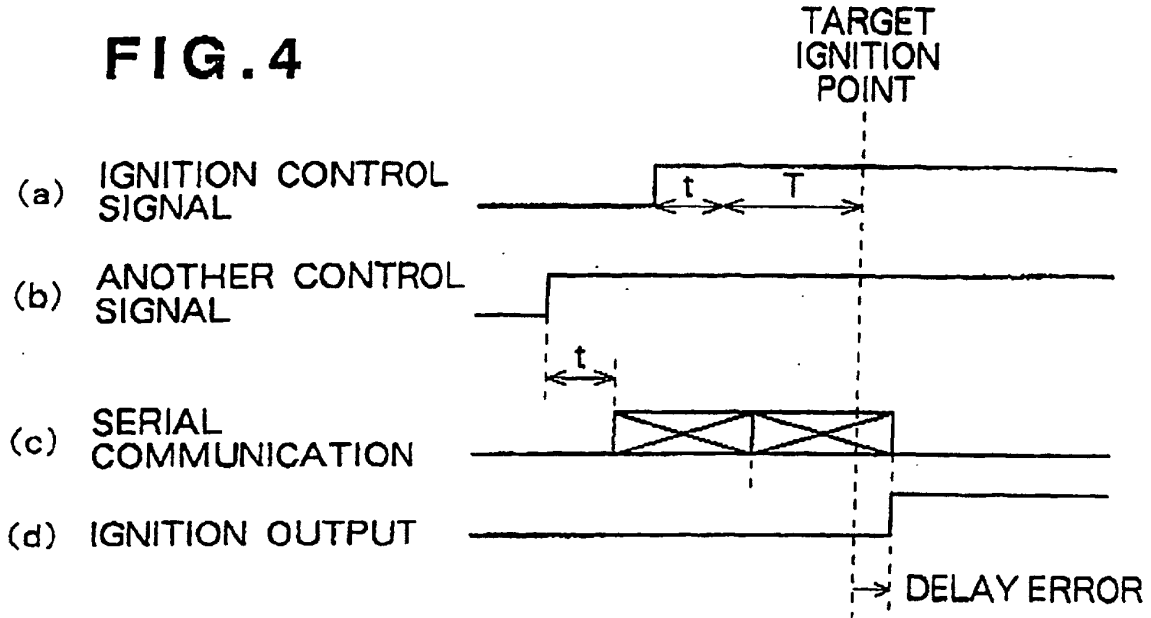 FIG.4
TARGET
IGNITION
POINT
(a) IGNITION CONTROL
SIGNAL
t T
(b) ANOTHER CONTROL
SIGNAL
t
(c) SERIAL
COMMUNICATION
(d) IGNITION OUTPUT
DELAY ERROR